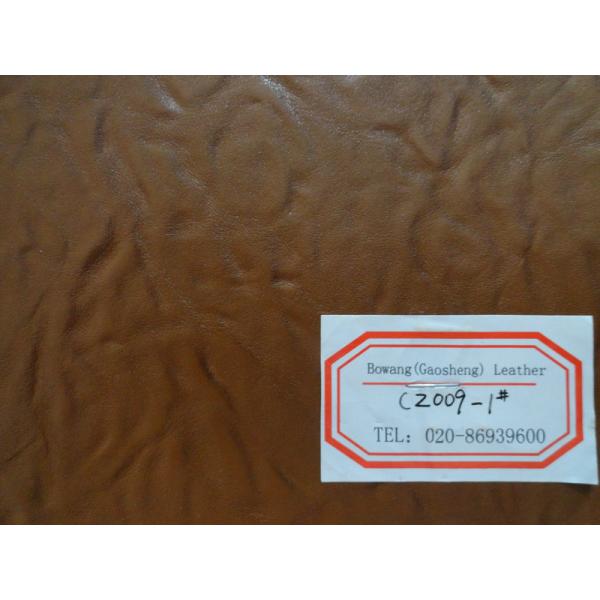 Bowang(Gaosheng) Leather
CZ009-1#
TEL: 020-86939600